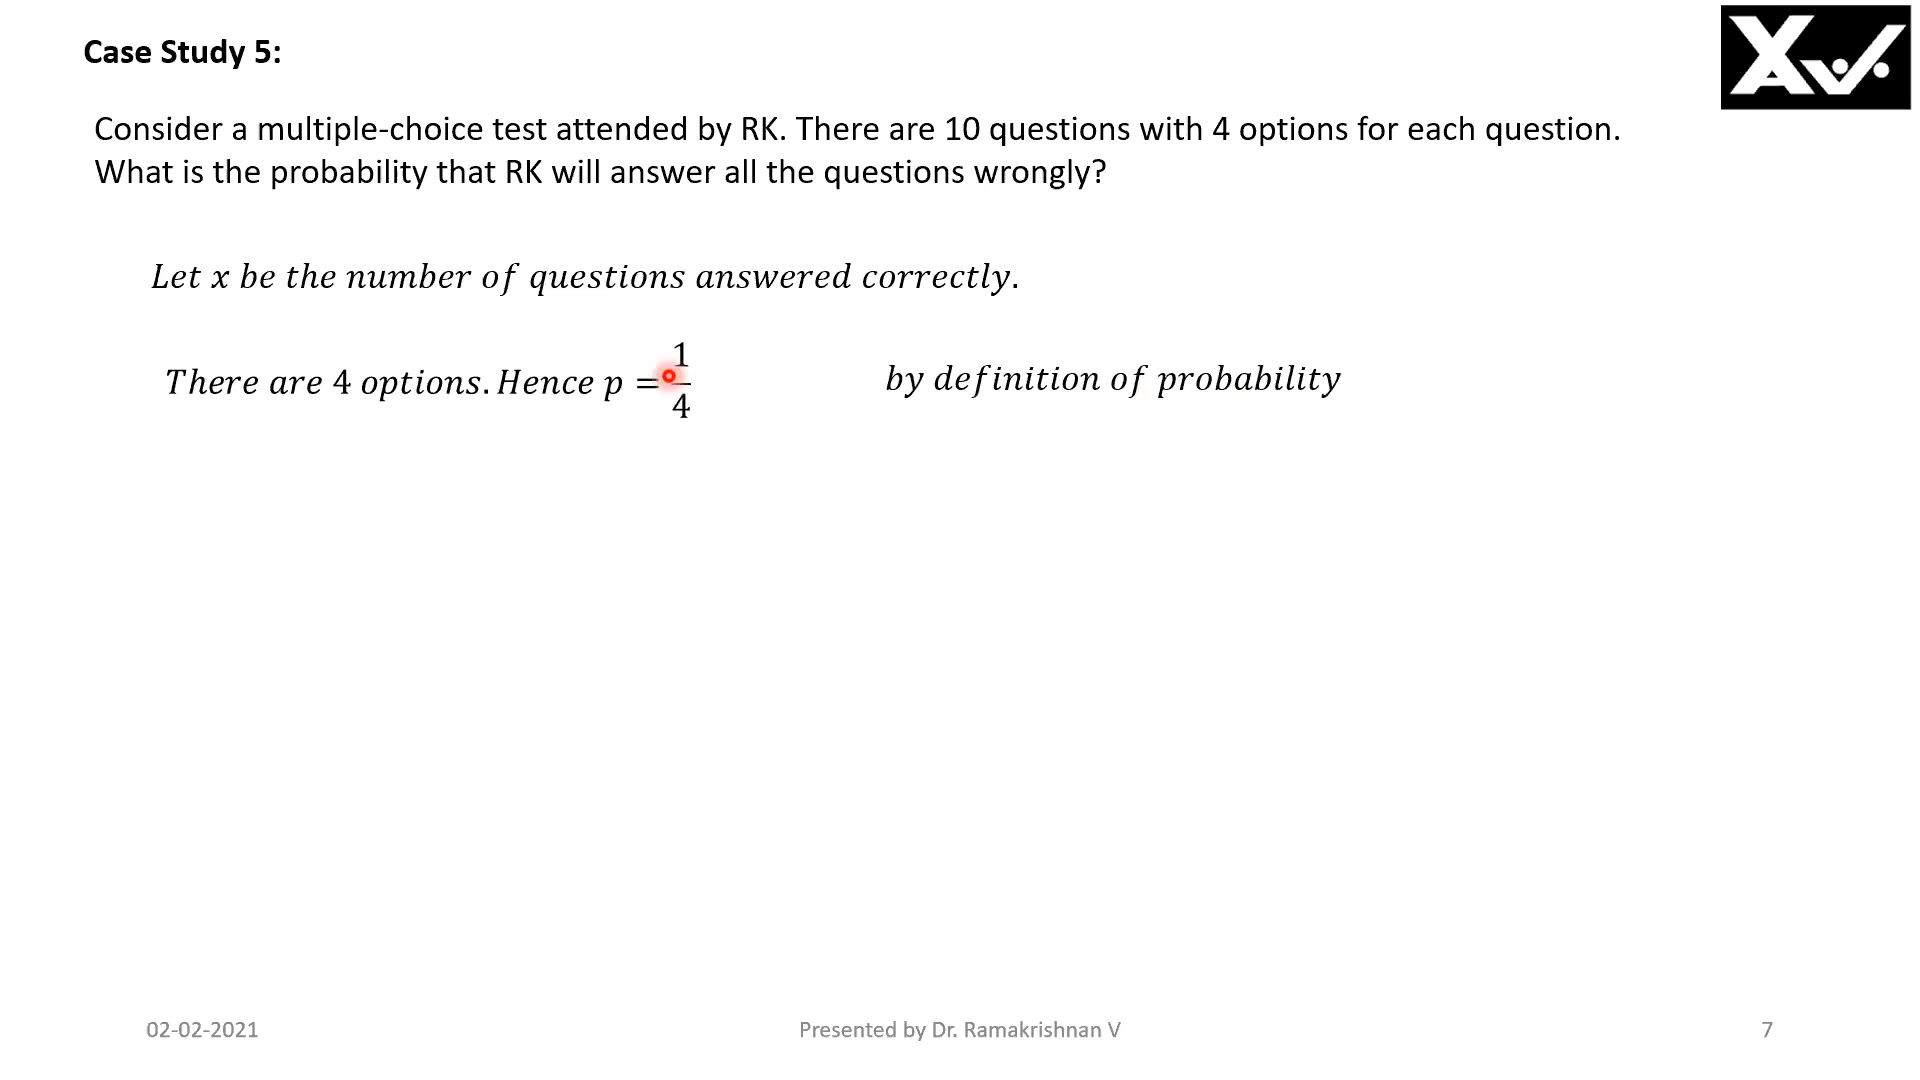 Case Study 5:
Consider a multiple-choice test attended by RK. There are 10 questions with 4 options for each question.
What is the probability that RK will answer all the questions wrongly?
Let x be the number of questions answered correctly.
There are 4 options. Hence p = 1/4 by definition of probability
02-02-2021 Presented by Dr. Ramakrishnan V 7